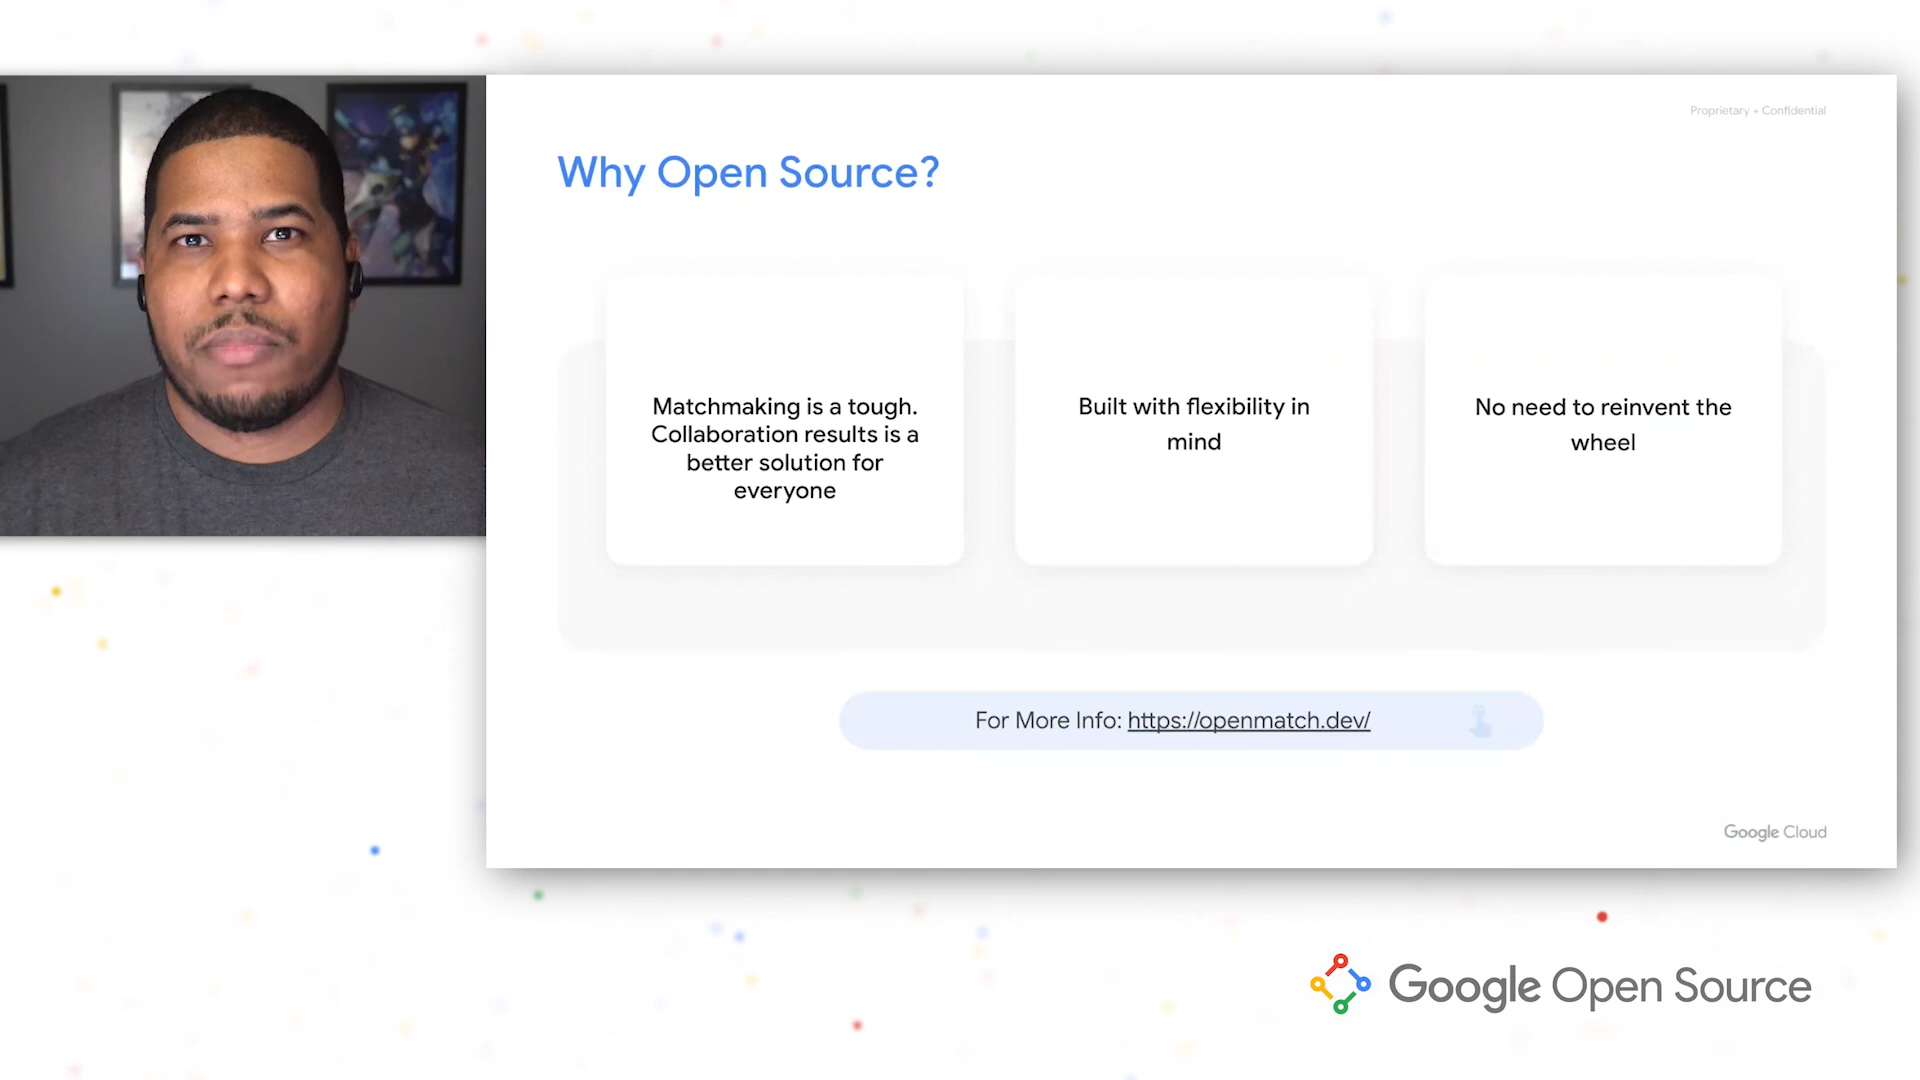 Proprietary + Confidential
Why Open Source?
Matchmaking is a tough.
Collaboration results is a
better solution for
everyone
Built with flexibility in
mind
No need to reinvent the
wheel
For More Info: https://openmatch.dev/
Google Cloud
Google Open Source